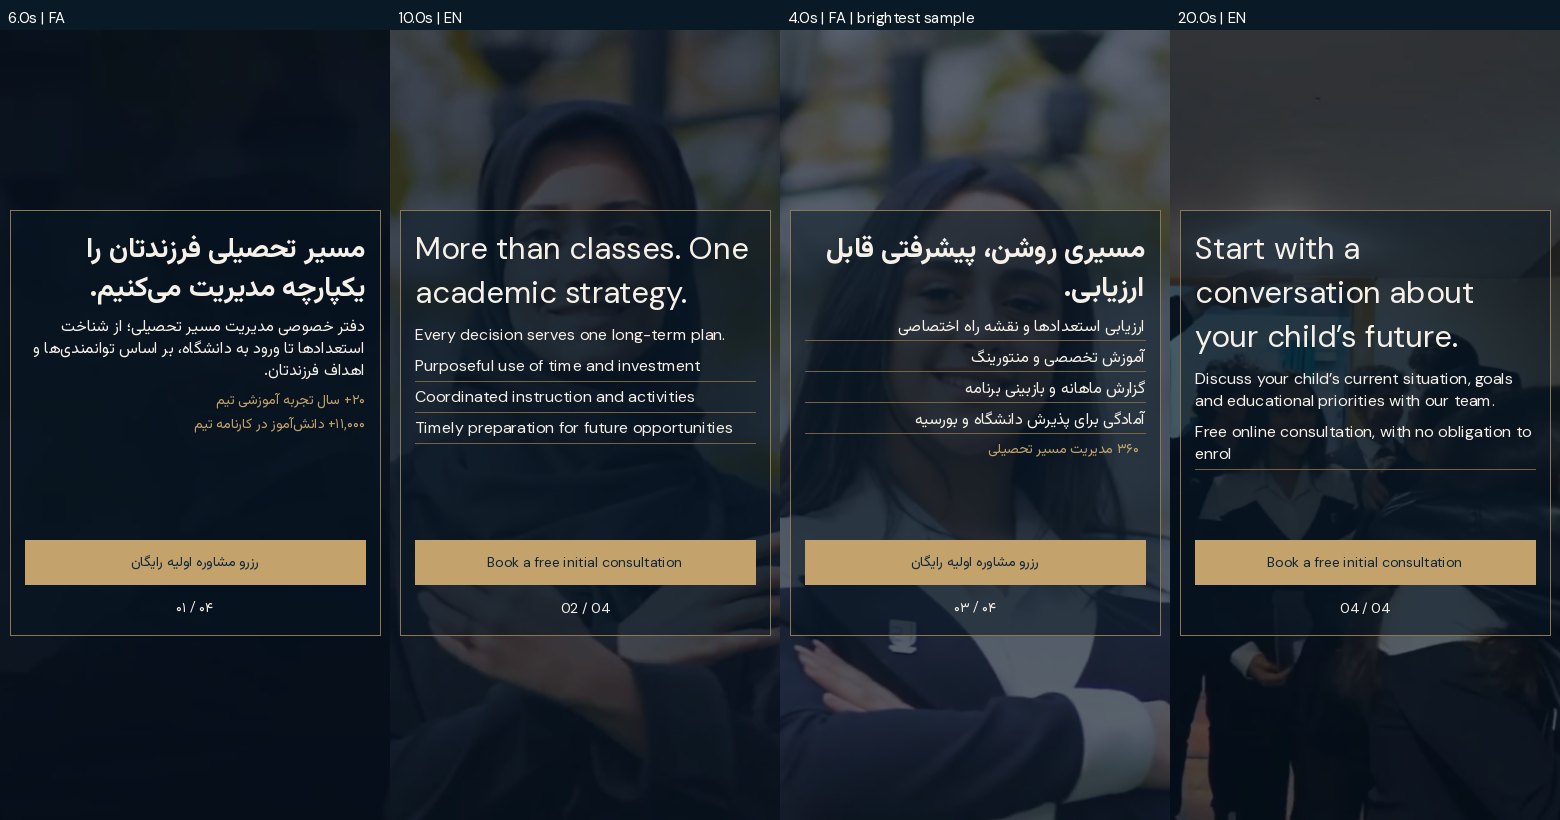 6.0s | FA
مسیر تحصیلی فرزندتان را
یکپارچه مدیریت می‌کنیم.
دفتر خصوصی مدیریت مسیر تحصیلی؛ از شناخت
استعدادها تا ورود به دانشگاه، بر اساس توانمندی‌ها و
اهداف فرزندتان.
۲۰+ سال تجربه آموزشی تیم
۱۱,۰۰۰+ دانش‌آموز در کارنامه تیم
رزرو مشاوره اولیه رایگان
۰۱ / ۰۴
10.0s | EN
More than classes. One
academic strategy.
Every decision serves one long-term plan.
Purposeful use of time and investment
Coordinated instruction and activities
Timely preparation for future opportunities
Book a free initial consultation
02 / 04
4.0s | FA | brightest sample
مسیری روشن، پیشرفتی قابل
ارزیابی.
ارزیابی استعدادها و نقشه راه اختصاصی
آموزش تخصصی و منتورینگ
گزارش ماهانه و بازبینی برنامه
آمادگی برای پذیرش دانشگاه و بورسیه
۳۶۰ مدیریت مسیر تحصیلی
رزرو مشاوره اولیه رایگان
۰۳ / ۰۴
20.0s | EN
Start with a
conversation about
your child’s future.
Discuss your child’s current situation, goals
and educational priorities with our team.
Free online consultation, with no obligation to
enrol
Book a free initial consultation
04 / 04